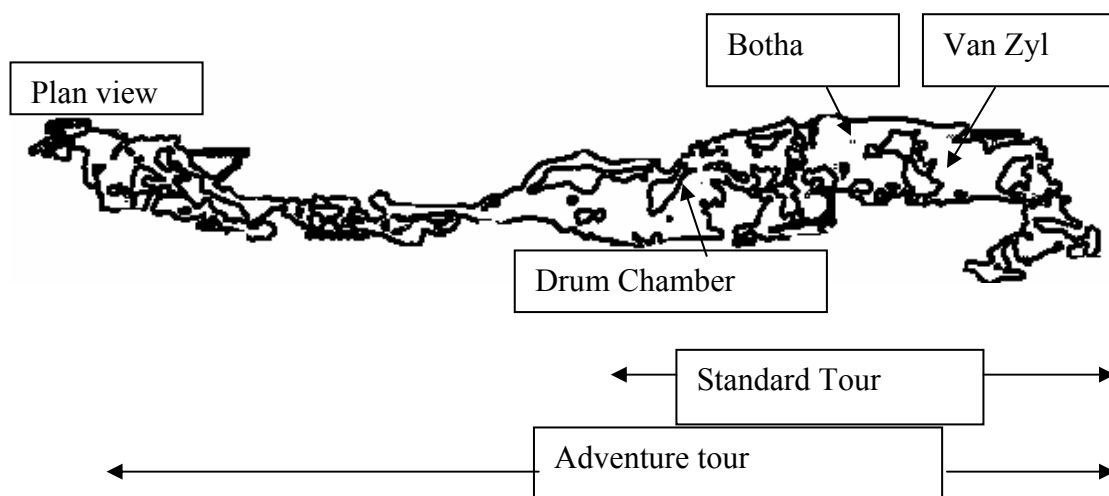 Botha
Van Zyl
Plan view
Drum Chamber
Standard Tour
Adventure tour